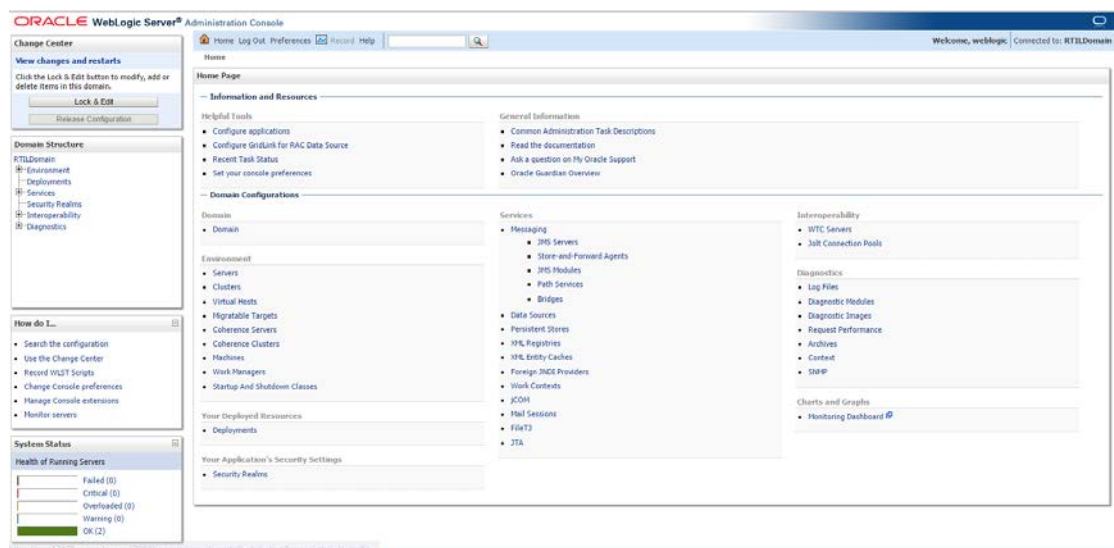 ORACLE WebLogic Server® Administration Console
Change Center
View changes and restarts
Click the Lock & Edit button to modify, add or
delete items in this domain.
Lock & Edit
Release Configuration
Domain Structure
RTILDomain
Environment
Deployments
Services
Security Realms
Interoperability
Diagnostics
How do I...
Search the configuration
Use the Change Center
Record WLST Scripts
Change Console preferences
Manage Console extensions
Monitor servers
System Status
Health of Running Servers
Failed (0)
Critical (0)
Overloaded (0)
Warning (0)
OK (2)
Home Log Out Preferences Record Help
Welcome, weblogic Connected to: RTILDomain
Home
Home Page
Information and Resources
Helpful Tools
Configure applications
Configure GridLink for RAC Data Source
Recent Task Status
Set your console preferences
General Information
Common Administration Task Descriptions
Read the documentation
Ask a question on My Oracle Support
Oracle Guardian Overview
Domain Configurations
Domain
Domain
Environment
Servers
Clusters
Virtual Hosts
Migratable Targets
Coherence Servers
Coherence Clusters
Machines
Work Managers
Startup And Shutdown Classes
Your Deployed Resources
Deployments
Your Application's Security Settings
Security Realms
Services
Messaging
JMS Servers
Store-and-Forward Agents
JMS Modules
Path Services
Bridges
Data Sources
Persistent Stores
XML Registries
XML Entity Caches
Foreign JNDI Providers
Work Contexts
jCOM
Mail Sessions
FileT3
JTA
Interoperability
WTC Servers
Jolt Connection Pools
Diagnostics
Log Files
Diagnostic Modules
Diagnostic Images
Request Performance
Archives
Context
SNMP
Charts and Graphs
Monitoring Dashboard